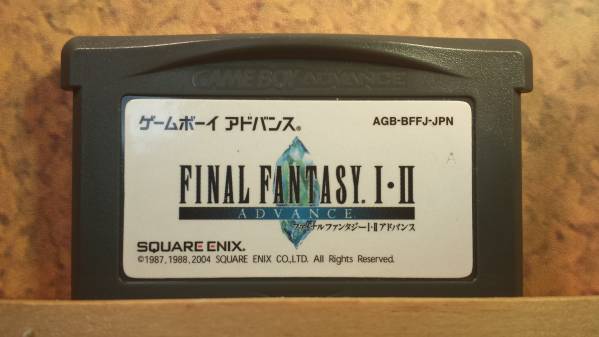 GAME BOY ADVANCE
ゲームボーイ アドバンス®
AGB-BFFJ-JPN
A
FINAL FANTASY. I・II
ADVANCE
ファイナルファンタジーI・IIアドバンス
SQUARE ENIX.
©1987, 1988, 2004 SQUARE ENIX CO.,LTD. All Rights Reserved.